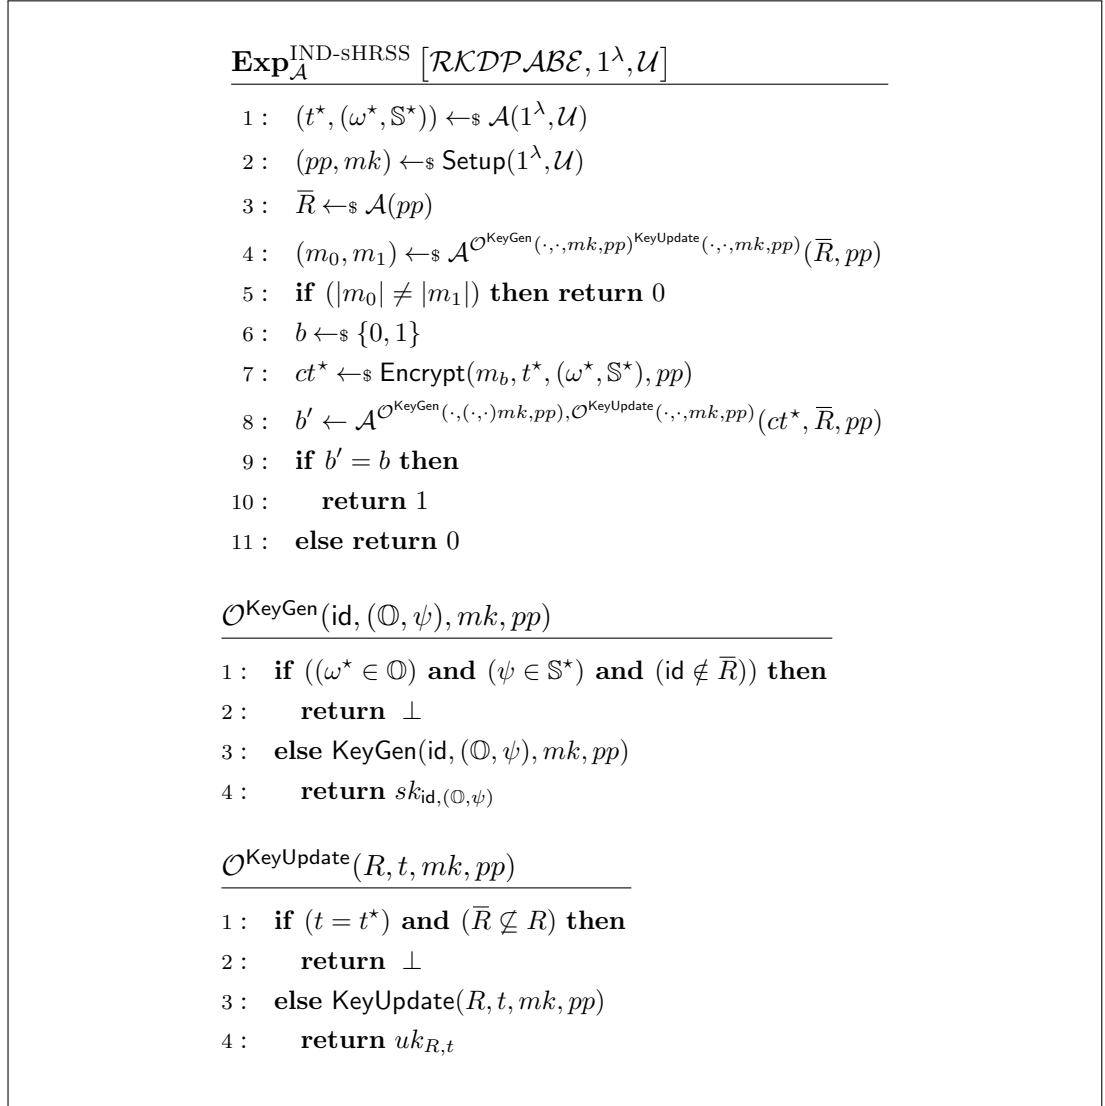 Exp_𝒜^{IND-sHRSS} [ℛ𝒦𝒟𝒫𝒜ℬℰ, 1^λ, 𝒰]
1 : (t^⋆, (ω^⋆, 𝕊^⋆)) ←$ 𝒜(1^λ, 𝒰)
2 : (pp, mk) ←$ Setup(1^λ, 𝒰)
3 : R̅ ←$ 𝒜(pp)
4 : (m_0, m_1) ←$ 𝒜^{𝒪^{KeyGen}(·,·,mk,pp)^{KeyUpdate}(·,·,mk,pp)}(R̅, pp)
5 : if (|m_0| ≠ |m_1|) then return 0
6 : b ←$ {0, 1}
7 : ct^⋆ ←$ Encrypt(m_b, t^⋆, (ω^⋆, 𝕊^⋆), pp)
8 : b′ ← 𝒜^{𝒪^{KeyGen}(·,(·,·)mk,pp),𝒪^{KeyUpdate}(·,·,mk,pp)}(ct^⋆, R̅, pp)
9 : if b′ = b then
10 : return 1
11 : else return 0
𝒪^{KeyGen}(id, (𝕆, ψ), mk, pp)
1 : if ((ω^⋆ ∈ 𝕆) and (ψ ∈ 𝕊^⋆) and (id ∉ R̅)) then
2 : return ⊥
3 : else KeyGen(id, (𝕆, ψ), mk, pp)
4 : return sk_{id,(𝕆,ψ)}
𝒪^{KeyUpdate}(R, t, mk, pp)
1 : if (t = t^⋆) and (R̅ ⊈ R) then
2 : return ⊥
3 : else KeyUpdate(R, t, mk, pp)
4 : return uk_{R,t}